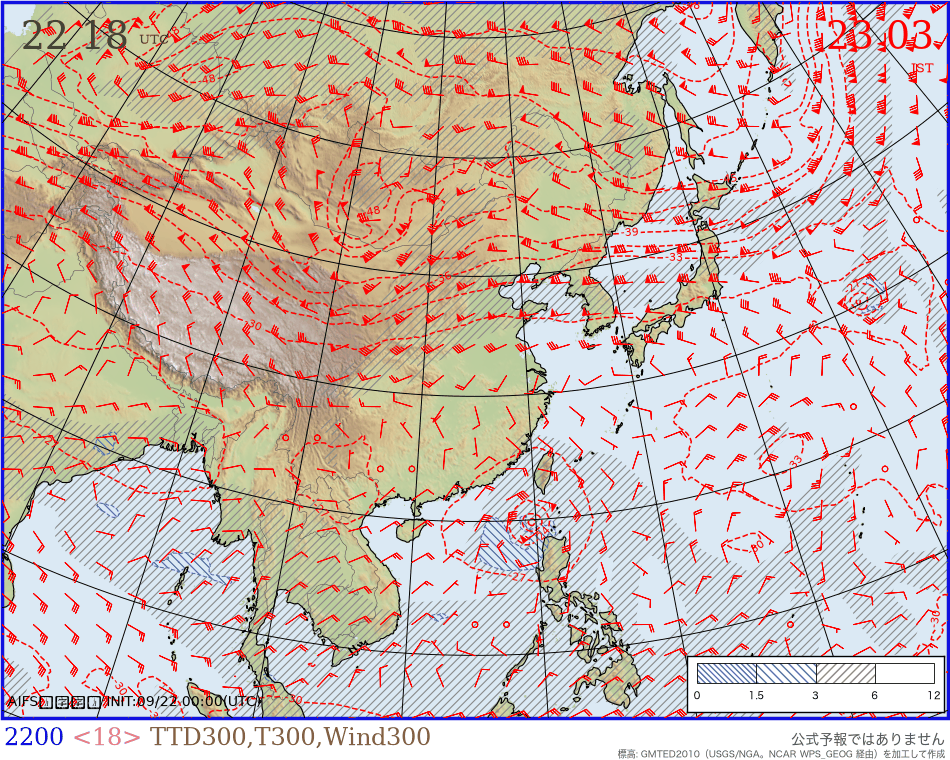 22 18 UTC
23.03
JST
48
-48
-48
-39
33
-36
-30
33
-30
-27
-30
-30
-30
AIFS INIT:09/22 00:00(UTC)
0 1.5 3 6 12
2200 <18> TTD300,T300,Wind300
公式予報ではありません
標高: GMTED2010（USGS/NGA。NCAR WPS_GEOG 経由）を加工して作成